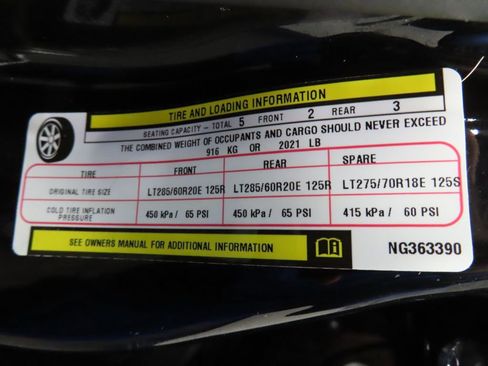 TIRE AND LOADING INFORMATION
SEATING CAPACITY - TOTAL 5 FRONT 2 REAR 3
THE COMBINED WEIGHT OF OCCUPANTS AND CARGO SHOULD NEVER EXCEED
916 KG OR 2021 LB
TIRE FRONT REAR SPARE
ORIGINAL TIRE SIZE LT285/60R20E 125R LT285/60R20E 125R LT275/70R18E 125S
COLD TIRE INFLATION PRESSURE 450 kPa / 65 PSI 450 kPa / 65 PSI 415 kPa / 60 PSI
SEE OWNERS MANUAL FOR ADDITIONAL INFORMATION NG363390